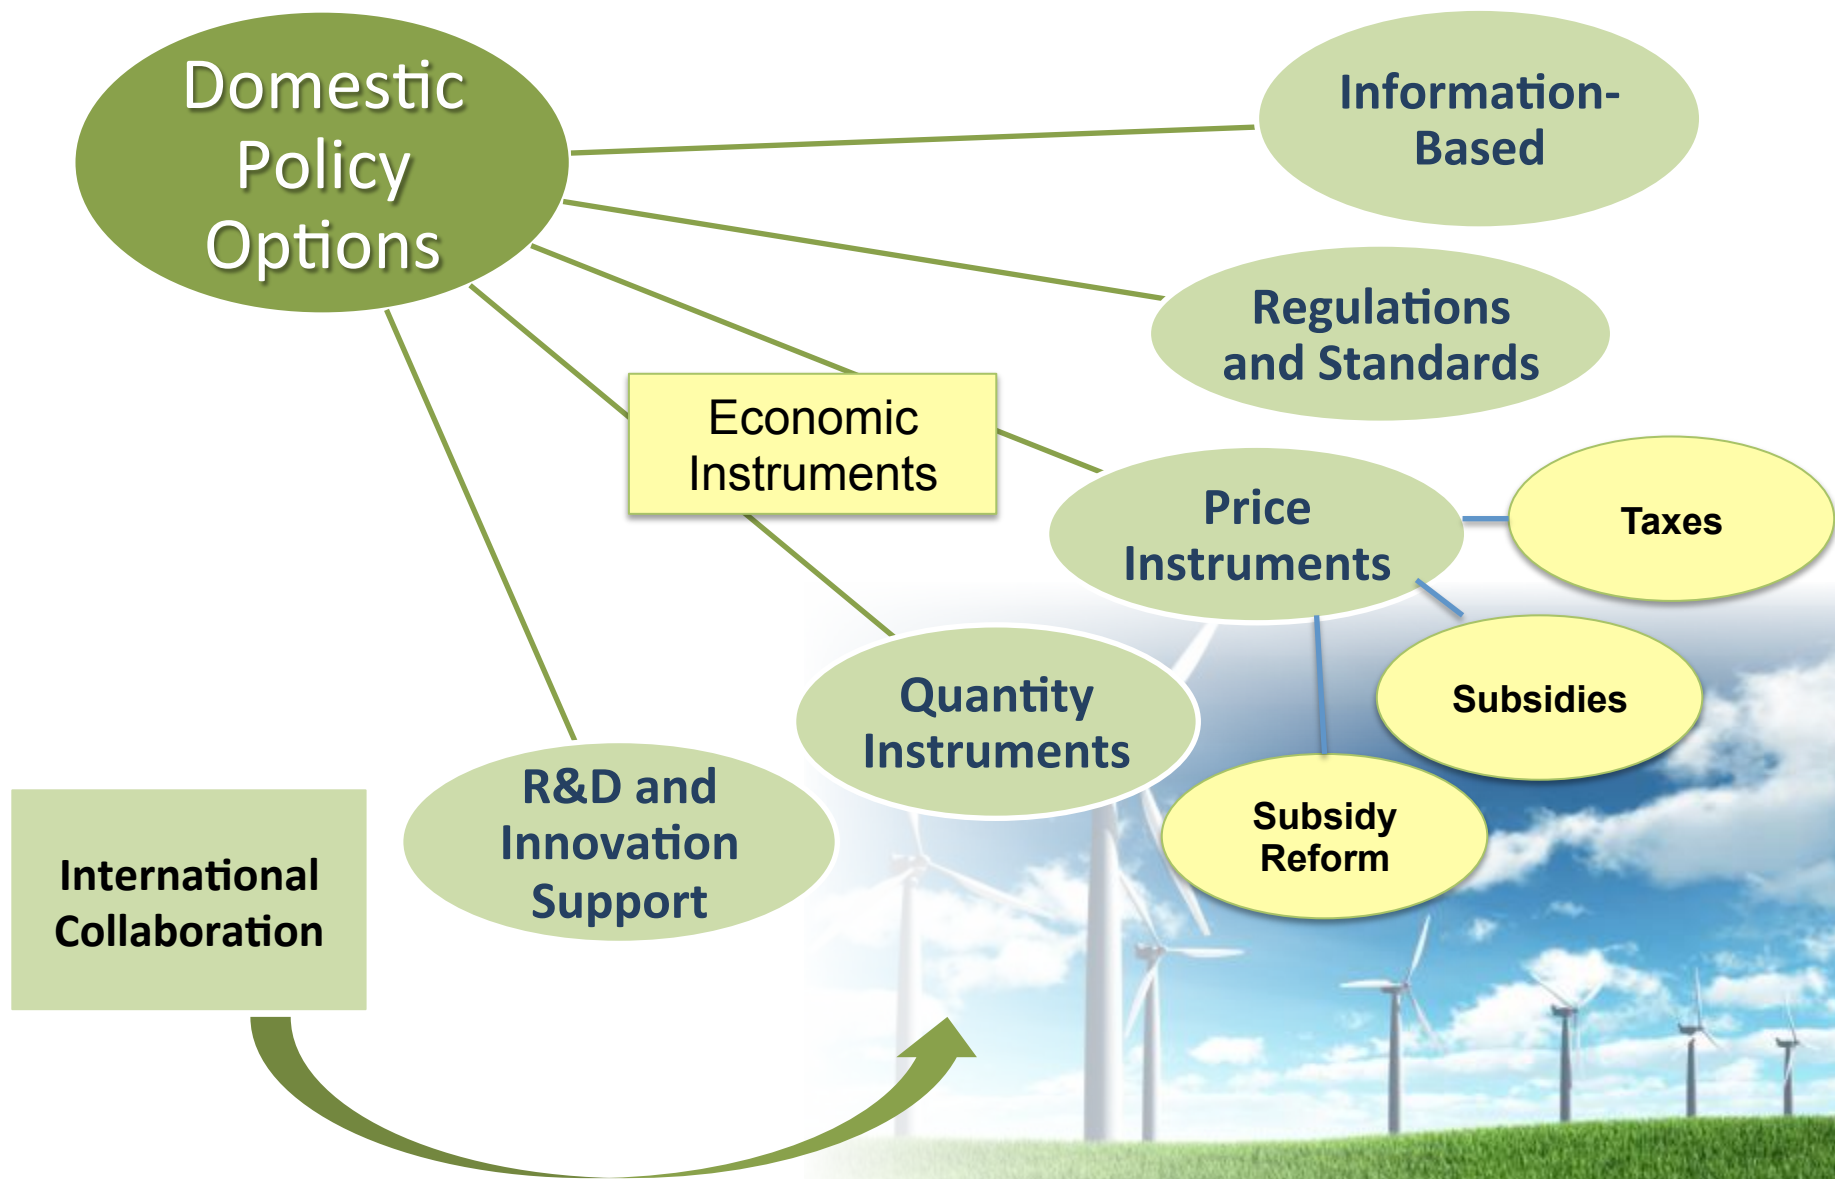 Domestic
Policy
Options
Information-
Based
Regulations
and Standards
Economic
Instruments
Price
Instruments
Taxes
Subsidies
Subsidy
Reform
Quantity
Instruments
R&D and
Innovation
Support
International
Collaboration